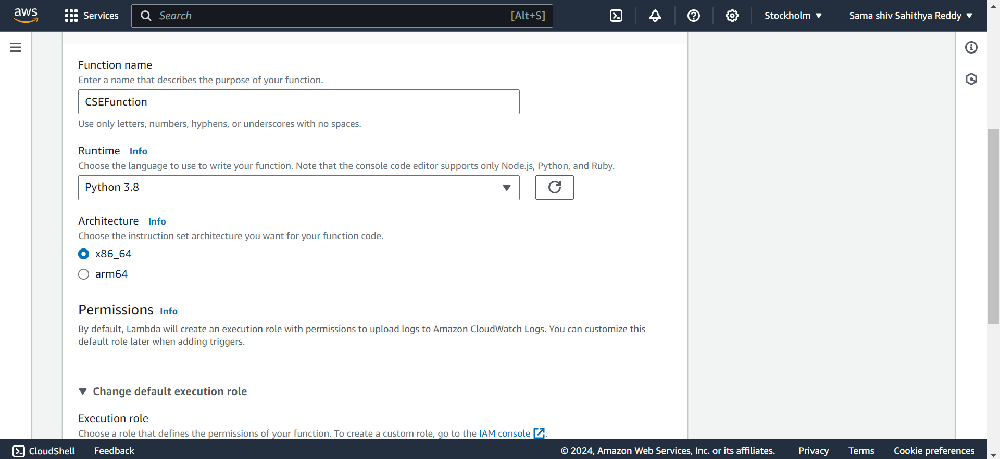 aws
Services
Search
[Alt+S]
Stockholm
Sama shiv Sahithya Reddy
Function name
Enter a name that describes the purpose of your function.
CSEFunction
Use only letters, numbers, hyphens, or underscores with no spaces.
Runtime Info
Choose the language to use to write your function. Note that the console code editor supports only Node.js, Python, and Ruby.
Python 3.8
Architecture Info
Choose the instruction set architecture you want for your function code.
x86_64
arm64
Permissions Info
By default, Lambda will create an execution role with permissions to upload logs to Amazon CloudWatch Logs. You can customize this
default role later when adding triggers.
Change default execution role
Execution role
Choose a role that defines the permissions of your function. To create a custom role, go to the IAM console.
CloudShell
Feedback
© 2024, Amazon Web Services, Inc. or its affiliates.
Privacy
Terms
Cookie preferences